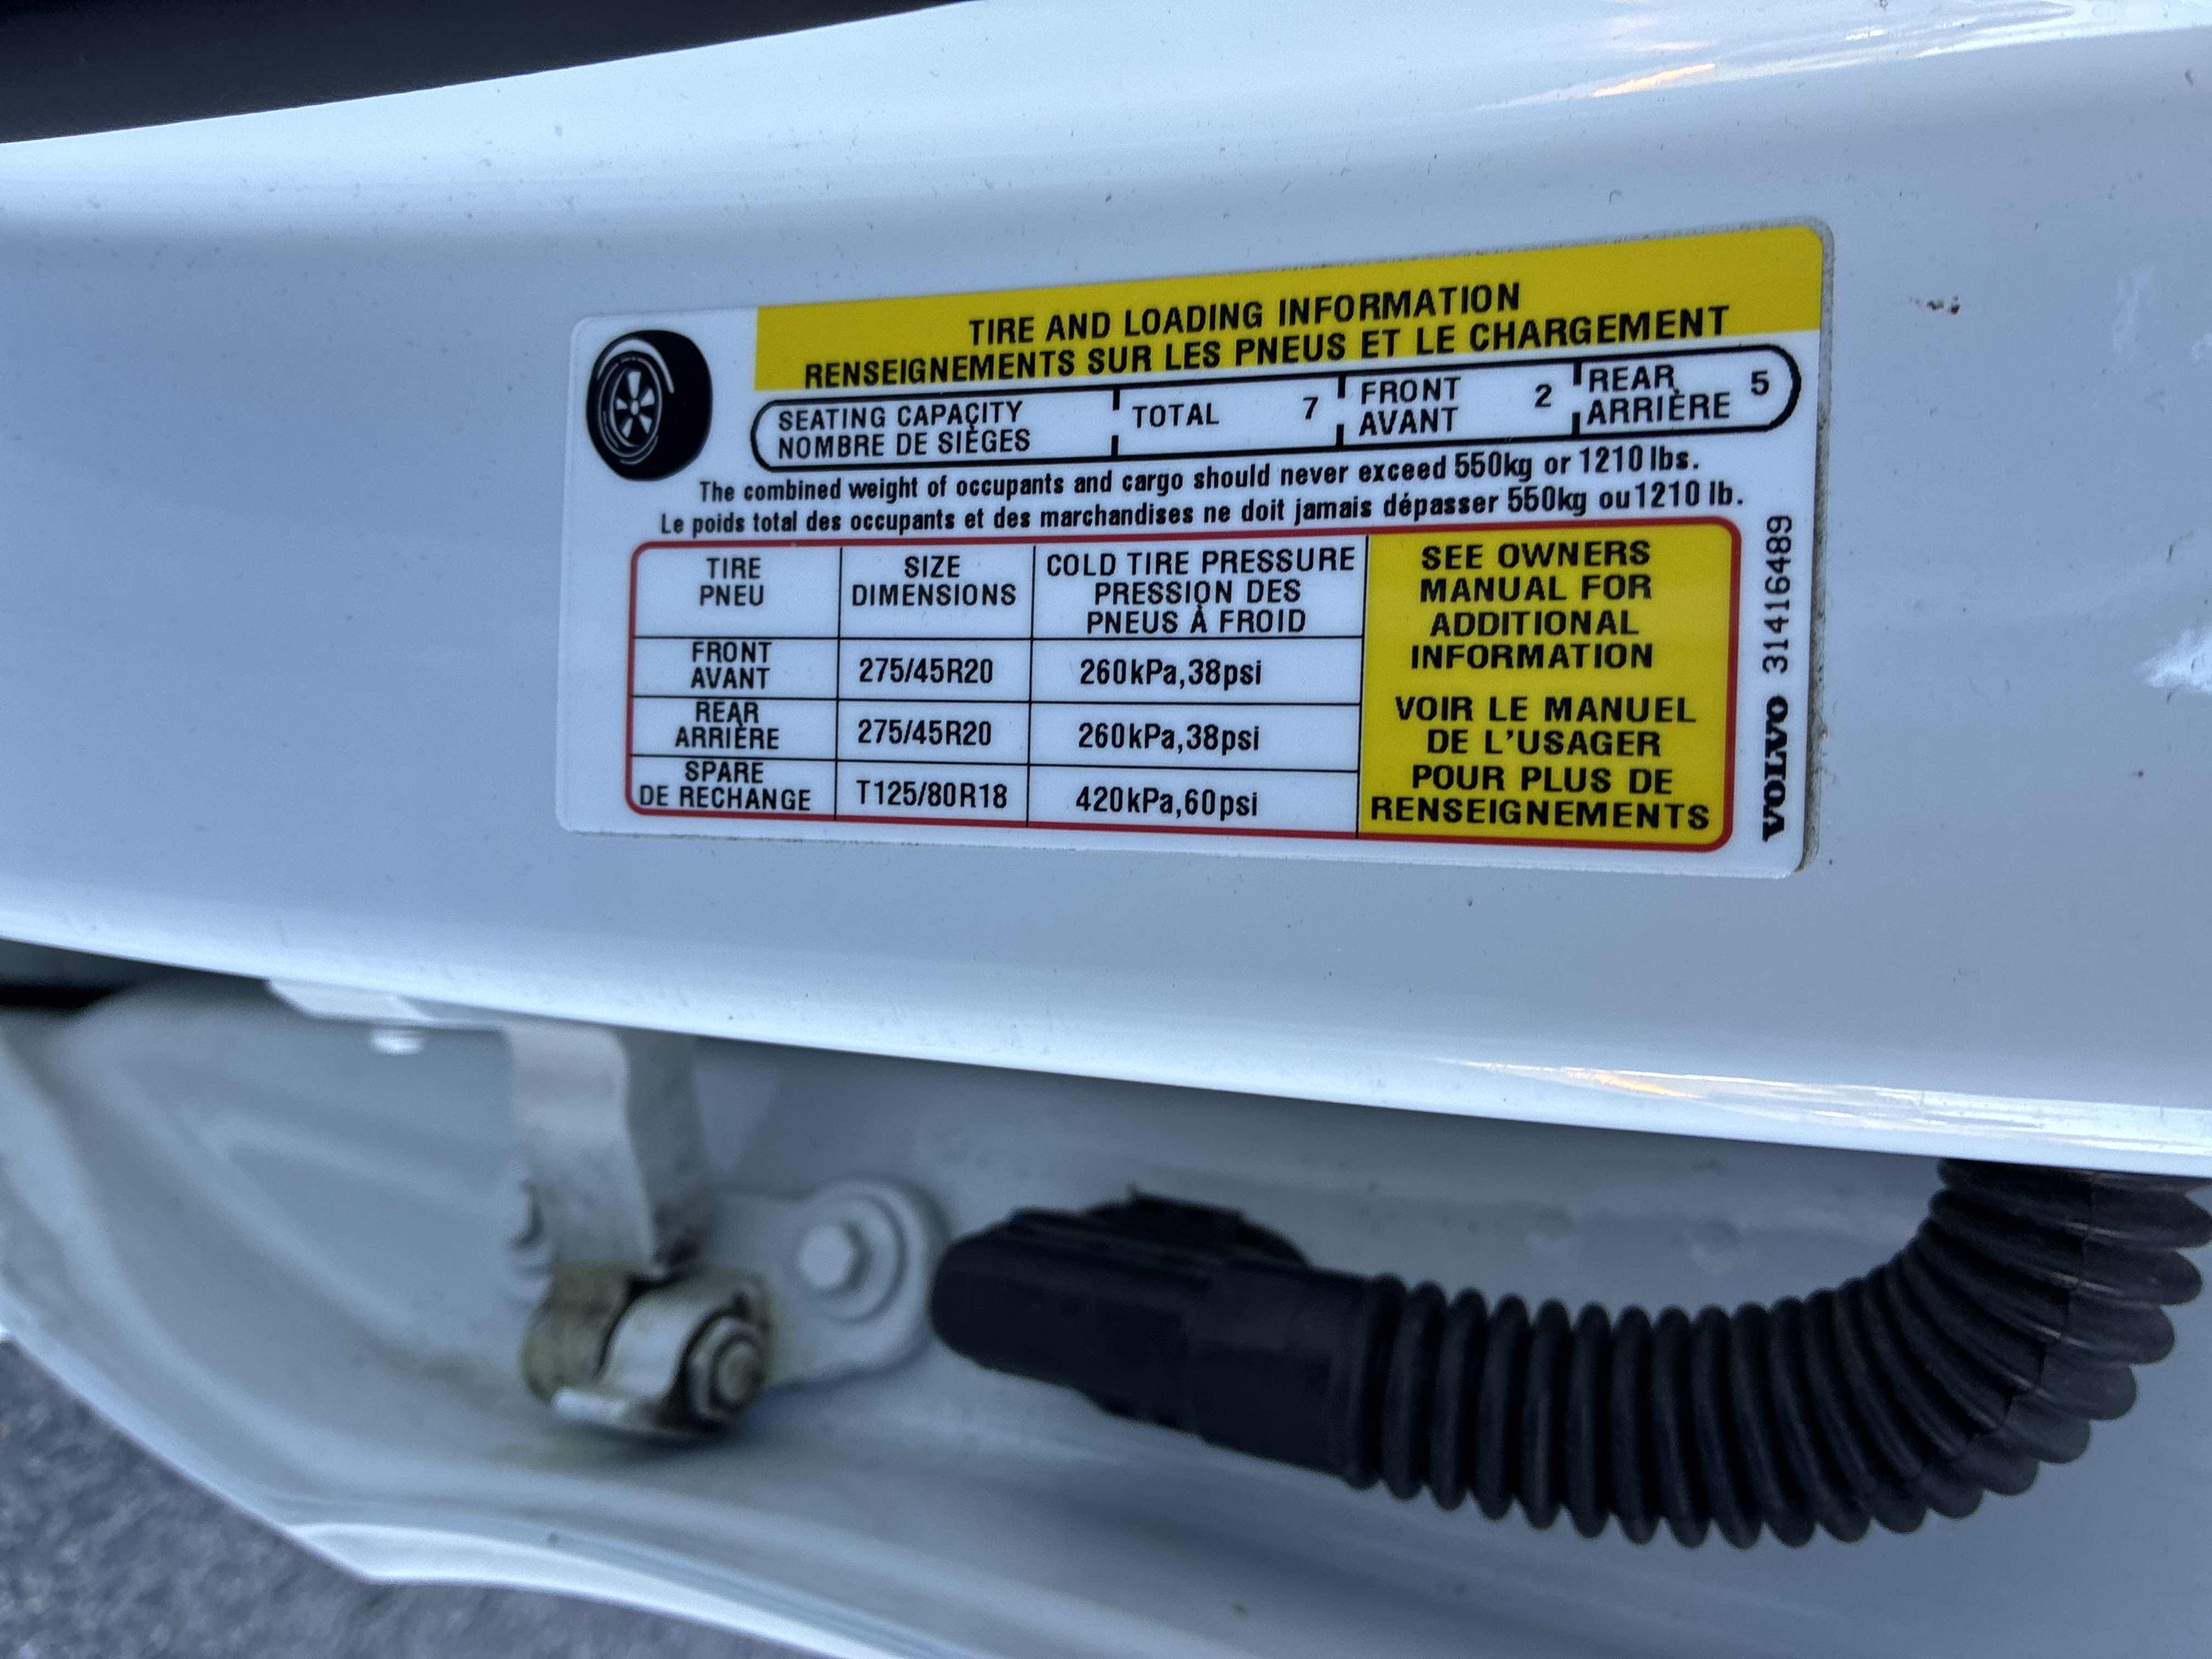 TIRE AND LOADING INFORMATION
RENSEIGNEMENTS SUR LES PNEUS ET LE CHARGEMENT
SEATING CAPACITY TOTAL 7 FRONT 2 REAR 5
NOMBRE DE SIÈGES AVANT ARRIÈRE
The combined weight of occupants and cargo should never exceed 550kg or 1210 lbs.
Le poids total des occupants et des marchandises ne doit jamais dépasser 550kg ou 1210 lb.
TIRE SIZE COLD TIRE PRESSURE
PNEU DIMENSIONS PRESSION DES
PNEUS À FROID
FRONT
AVANT 275/45R20 260kPa,38psi
REAR
ARRIÈRE 275/45R20 260kPa,38psi
SPARE
DE RECHANGE T125/80R18 420kPa,60psi
SEE OWNERS
MANUAL FOR
ADDITIONAL
INFORMATION
VOIR LE MANUEL
DE L'USAGER
POUR PLUS DE
RENSEIGNEMENTS
VOLVO 31416489